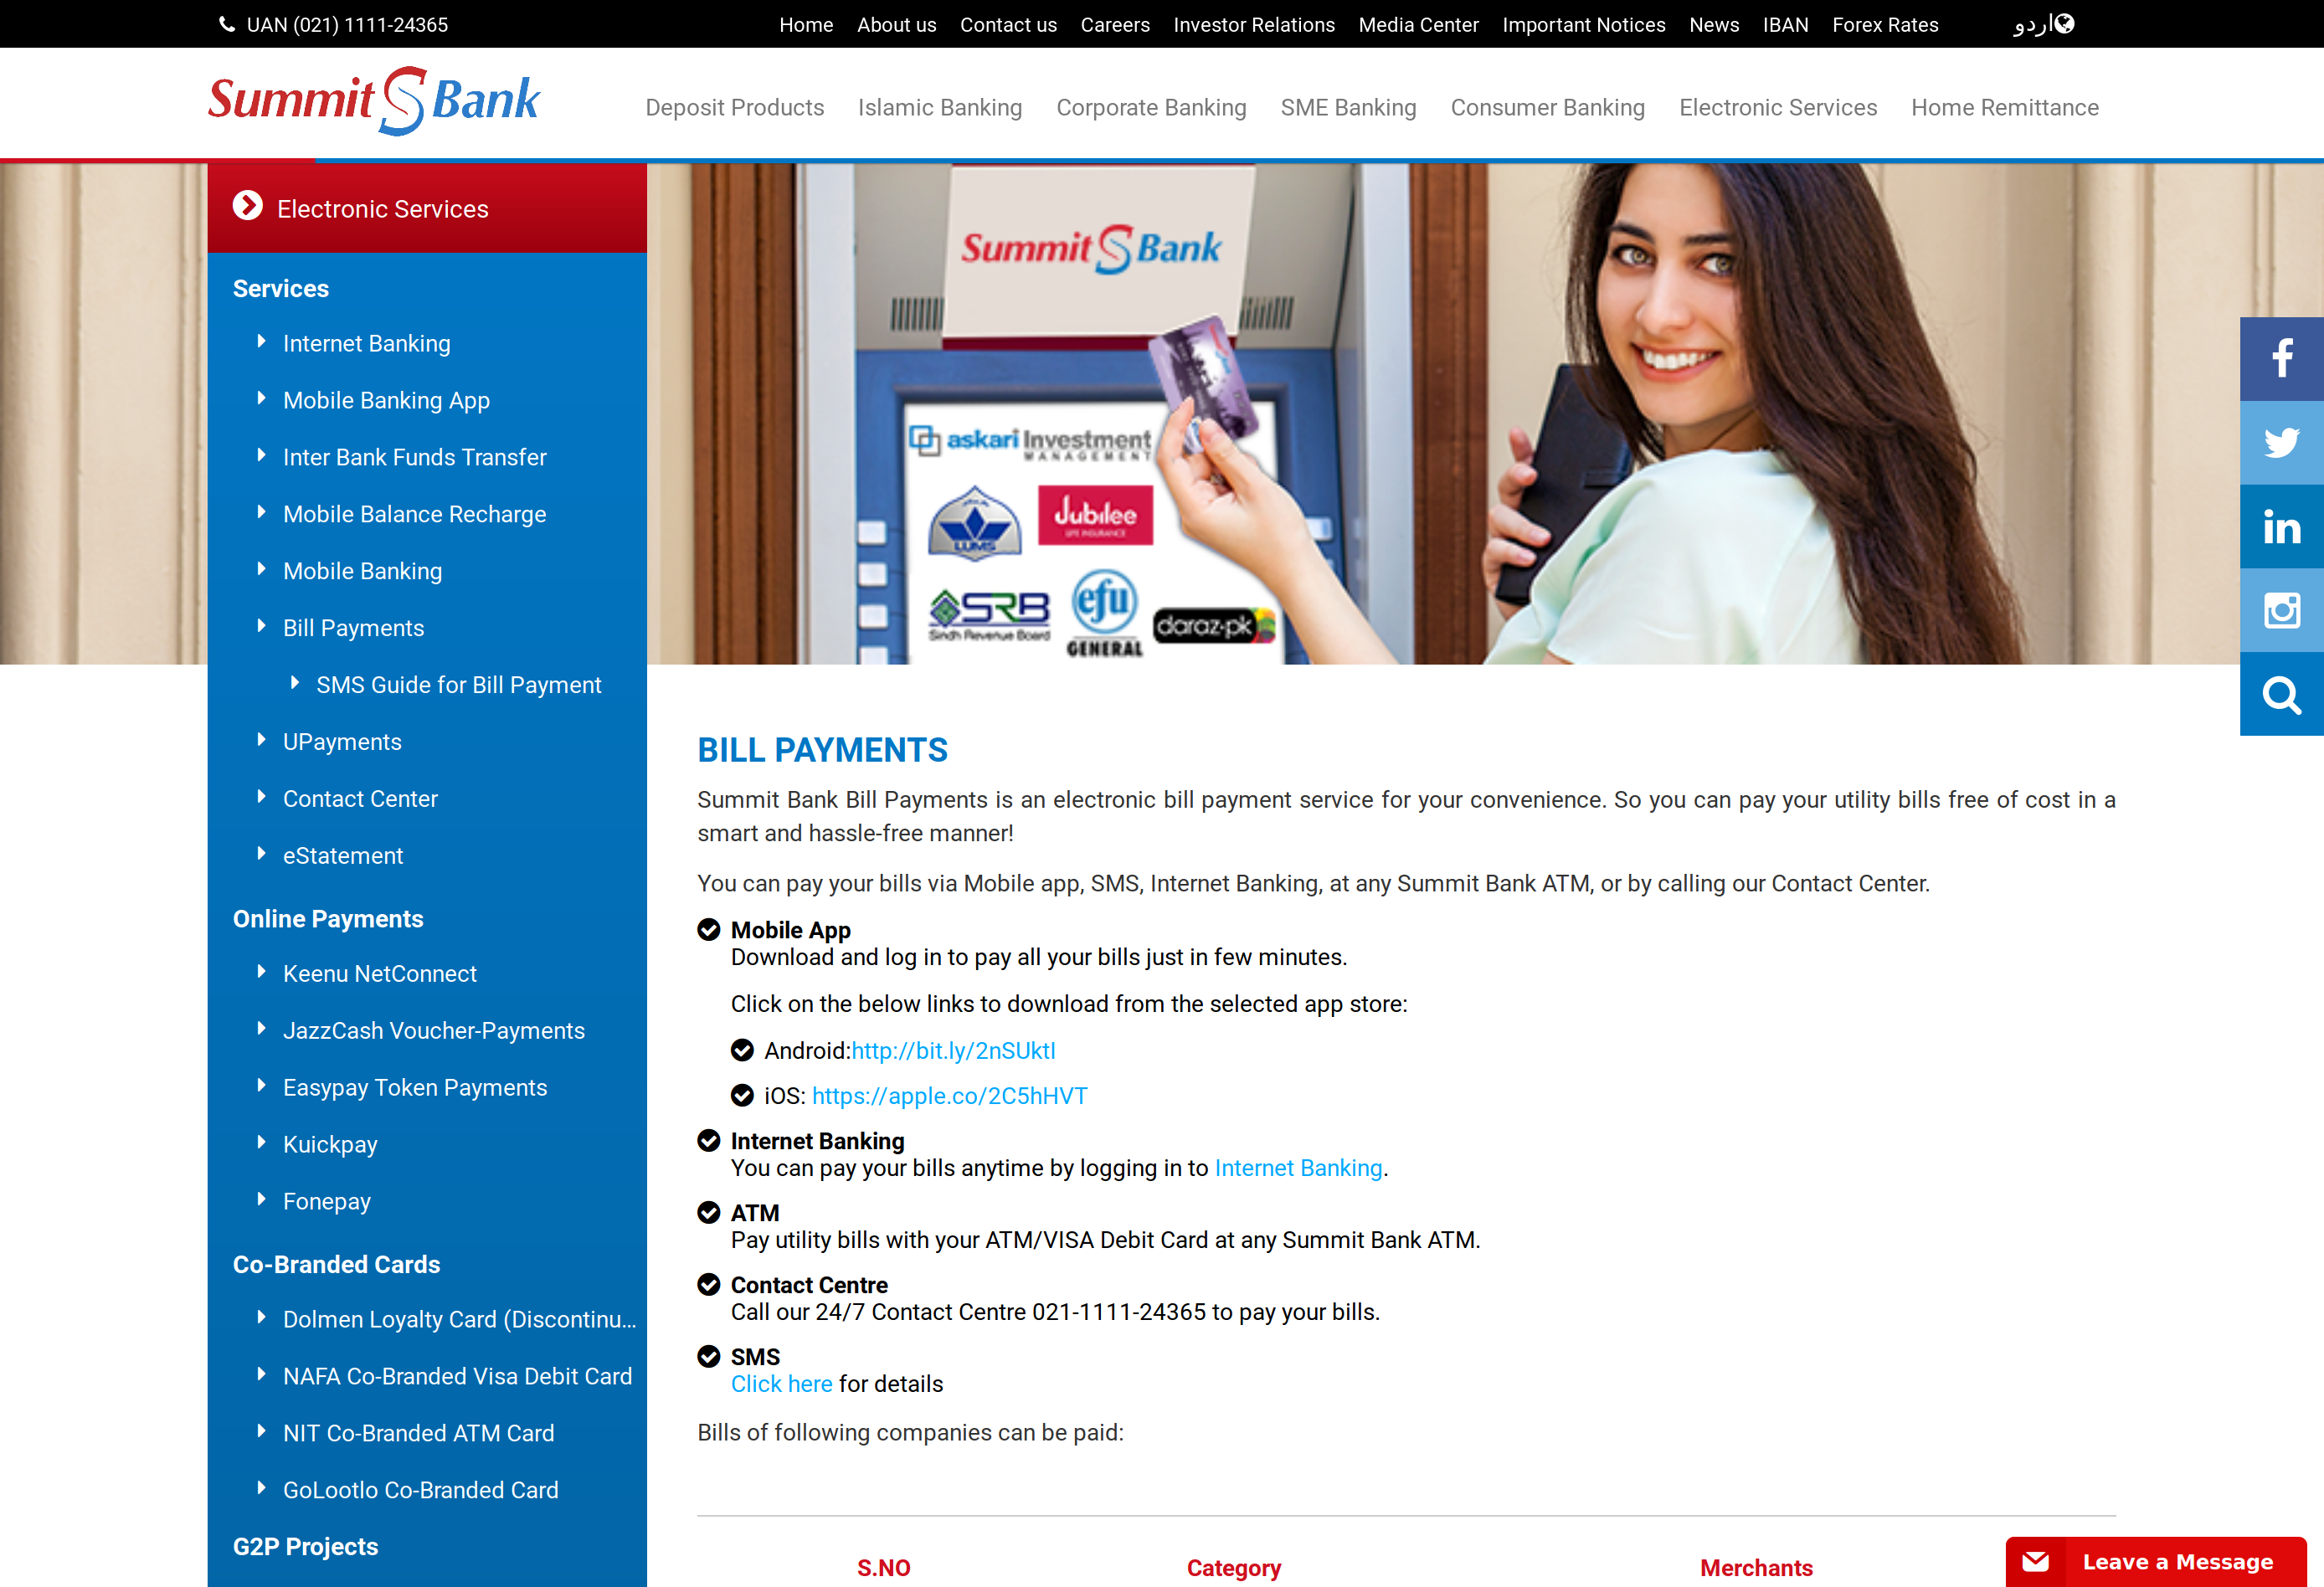 UAN (021) 1111-24365
Home About us Contact us Careers Investor Relations Media Center Important Notices News IBAN Forex Rates اردو
Summit S Bank
Deposit Products Islamic Banking Corporate Banking SME Banking Consumer Banking Electronic Services Home Remittance
Electronic Services
Services
Internet Banking
Mobile Banking App
Inter Bank Funds Transfer
Mobile Balance Recharge
Mobile Banking
Bill Payments
SMS Guide for Bill Payment
UPayments
Contact Center
eStatement
Online Payments
Keenu NetConnect
JazzCash Voucher-Payments
Easypay Token Payments
Kuickpay
Fonepay
Co-Branded Cards
Dolmen Loyalty Card (Discontinu...
NAFA Co-Branded Visa Debit Card
NIT Co-Branded ATM Card
GoLootlo Co-Branded Card
G2P Projects
Summit S Bank
askari Investment
MANAGEMENT
LUMS
Jubilee
LIFE INSURANCE
SRB
Sindh Revenue Board
efu
GENERAL
daraz.pk
BILL PAYMENTS
Summit Bank Bill Payments is an electronic bill payment service for your convenience. So you can pay your utility bills free of cost in a
smart and hassle-free manner!
You can pay your bills via Mobile app, SMS, Internet Banking, at any Summit Bank ATM, or by calling our Contact Center.
Mobile App
Download and log in to pay all your bills just in few minutes.
Click on the below links to download from the selected app store:
Android:http://bit.ly/2nSUktI
iOS: https://apple.co/2C5hHVT
Internet Banking
You can pay your bills anytime by logging in to Internet Banking.
ATM
Pay utility bills with your ATM/VISA Debit Card at any Summit Bank ATM.
Contact Centre
Call our 24/7 Contact Centre 021-1111-24365 to pay your bills.
SMS
Click here for details
Bills of following companies can be paid:
S.NO Category Merchants
Leave a Message